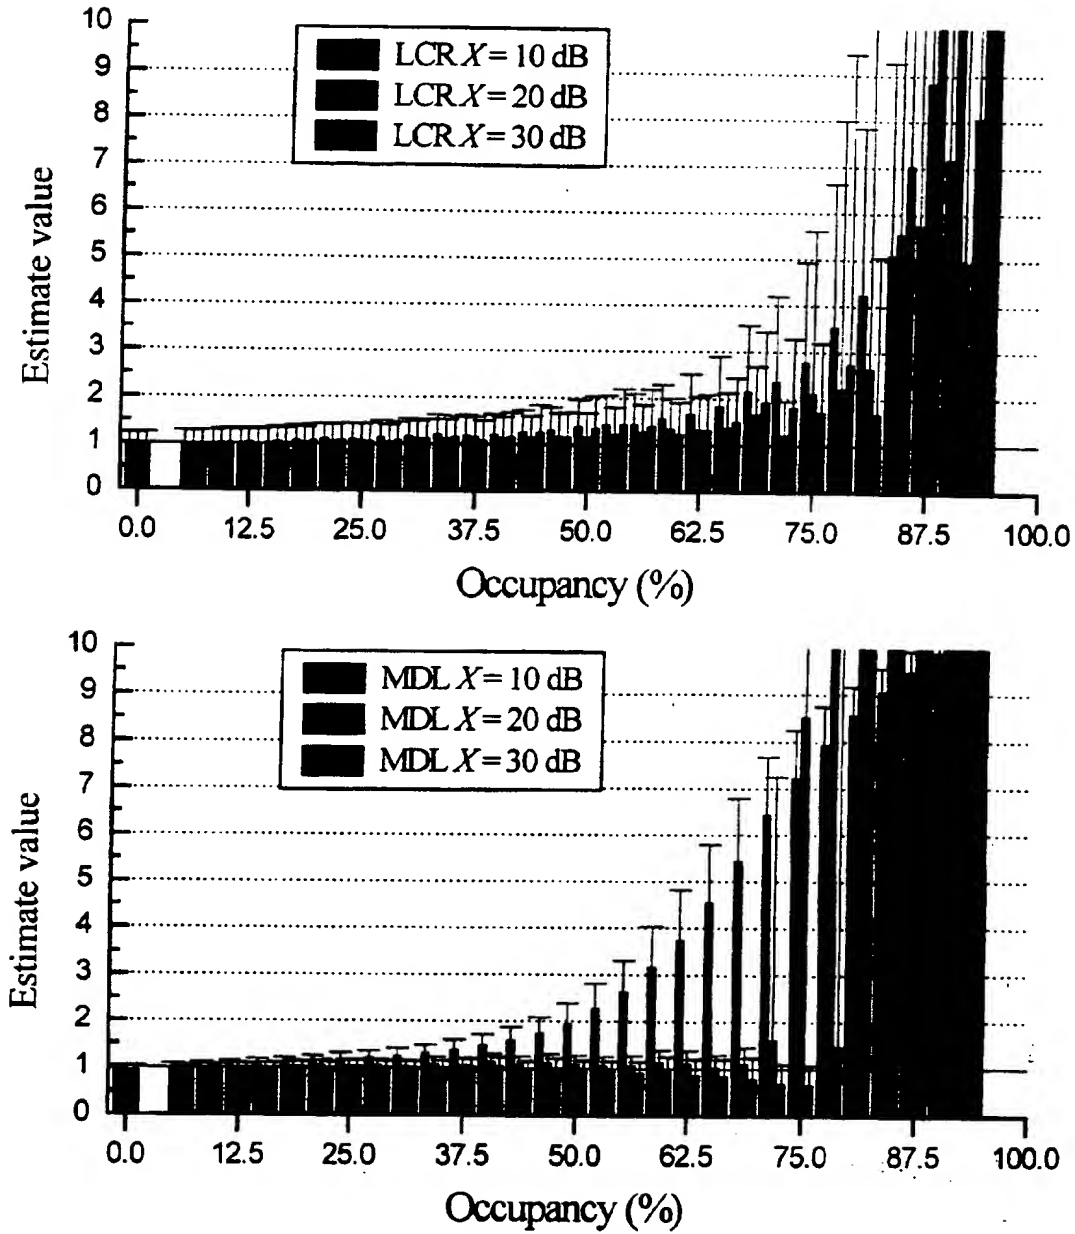 10
9
8
7
6
5
4
3
2
1
0
Estimate value
LCR X = 10 dB
LCR X = 20 dB
LCR X = 30 dB
0.0 12.5 25.0 37.5 50.0 62.5 75.0 87.5 100.0
Occupancy (%)
10
9
8
7
6
5
4
3
2
1
0
Estimate value
MDL X = 10 dB
MDL X = 20 dB
MDL X = 30 dB
0.0 12.5 25.0 37.5 50.0 62.5 75.0 87.5 100.0
Occupancy (%)